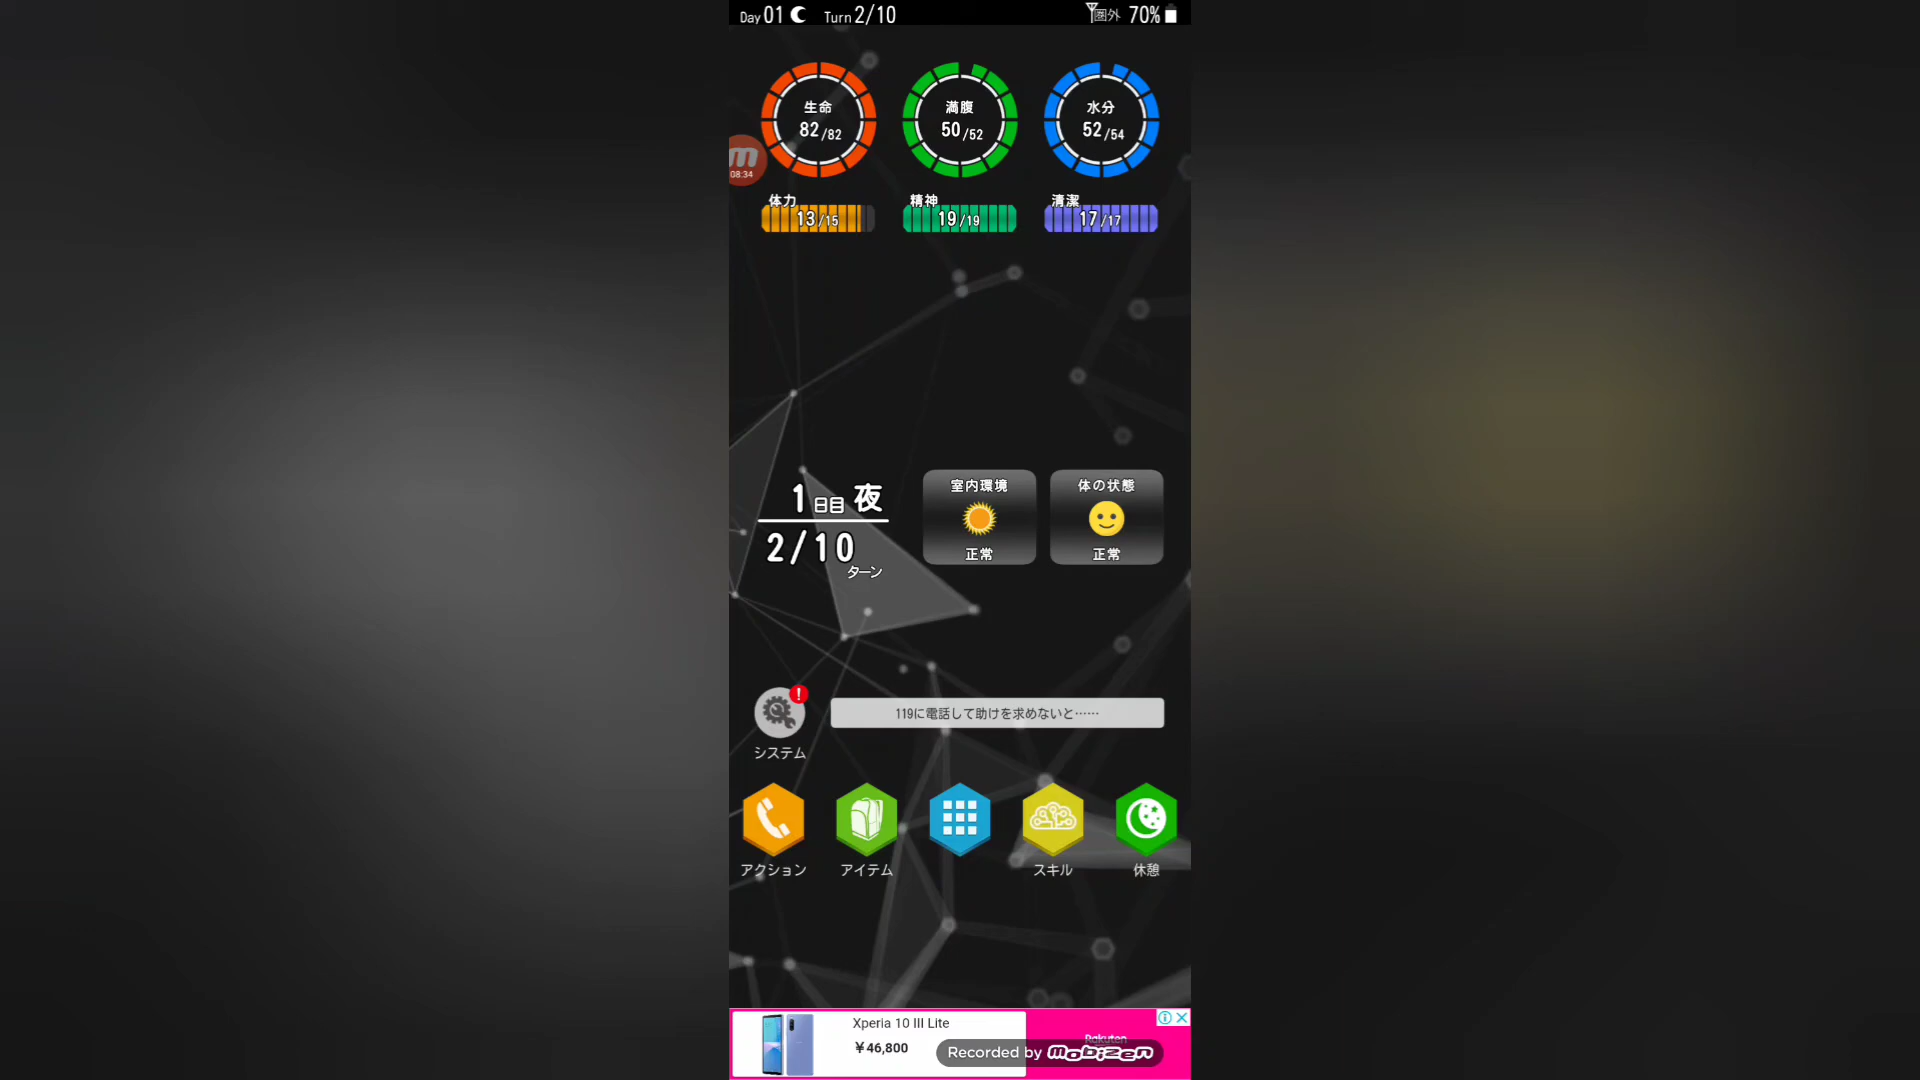 Day 01 Turn 2/10 圏外 70%
生命 満腹 水分
82/82 50/52 52/54
m
08:34
体力 精神 清潔
13/15 19/19 17/17
室内環境 体の状態
1日目 夜
正常 正常
2/10
ターン
!
119に電話して助けを求めないと……
システム
アクション アイテム スキル 休憩
Xperia 10 III Lite
¥46,800
Rakuten
Recorded by mobizen